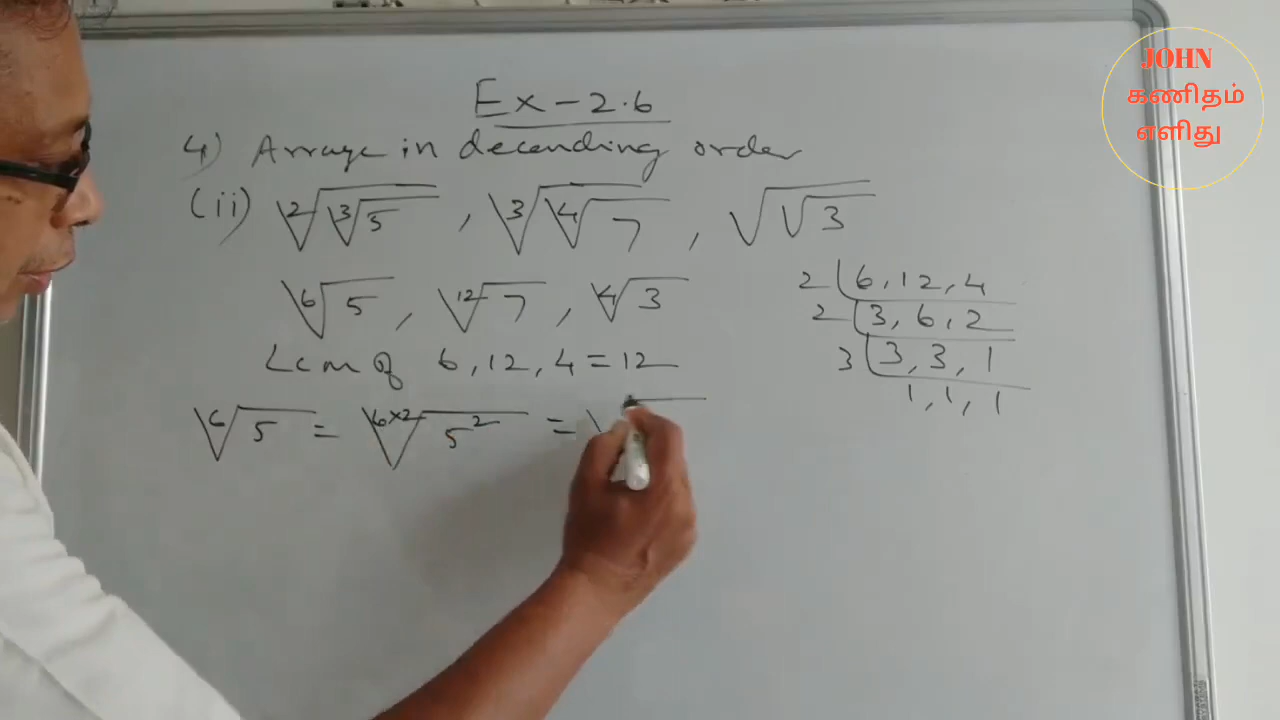 JOHN
கணிதம்
எளிது
Ex-2.6
4) Arrage in decending order
(ii) ²√³√5 , ³√⁴√7 , √√3
⁶√5 , ¹²√7 , ⁴√3
Lcm of 6,12,4=12
⁶√5 = ⁶ˣ²√5² = √
2 6,12,4
2 3,6,2
3 3,3,1
1,1,1